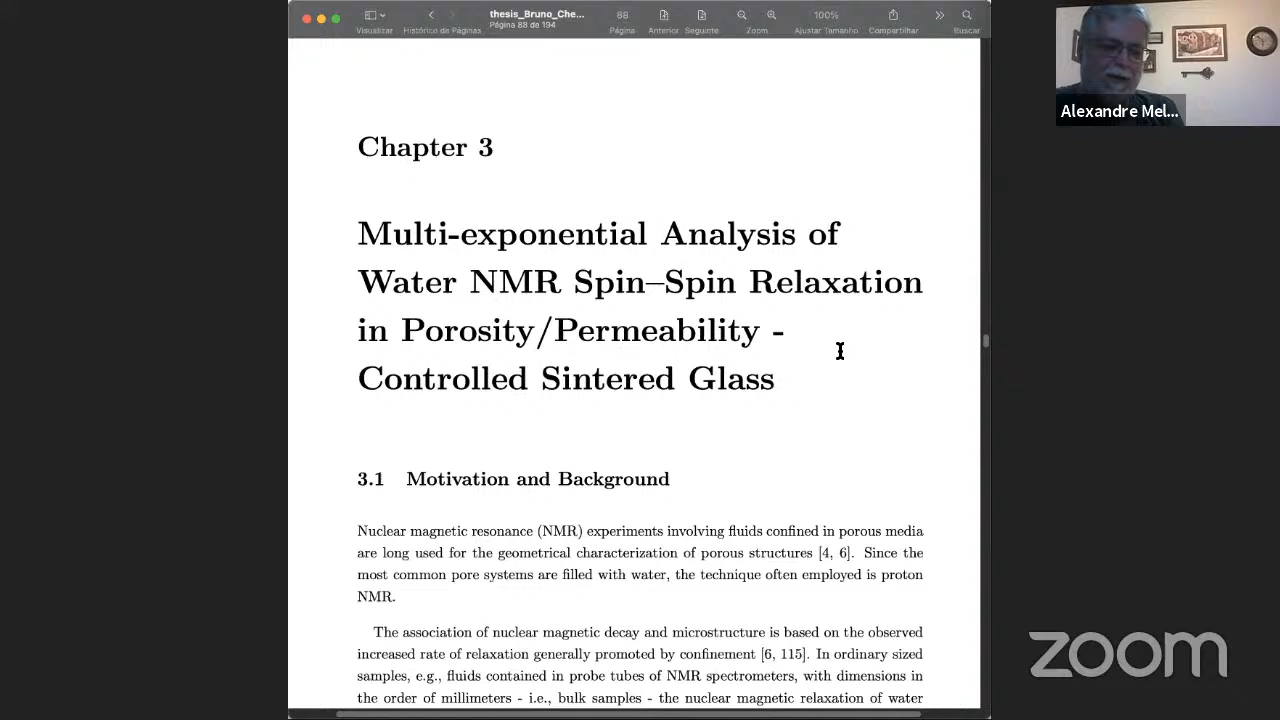 thesis_Bruno_Che...
Página 88 de 194
88
100%
Visualizar
Histórico de Páginas
Página
Anterior
Seguinte
Zoom
Ajustar Tamanho
Compartilhar
Buscar
Alexandre Mel...
Chapter 3
Multi-exponential Analysis of
Water NMR Spin–Spin Relaxation
in Porosity/Permeability -
Controlled Sintered Glass
3.1 Motivation and Background
Nuclear magnetic resonance (NMR) experiments involving fluids confined in porous media
are long used for the geometrical characterization of porous structures [4, 6]. Since the
most common pore systems are filled with water, the technique often employed is proton
NMR.
The association of nuclear magnetic decay and microstructure is based on the observed
increased rate of relaxation generally promoted by confinement [6, 115]. In ordinary sized
samples, e.g., fluids contained in probe tubes of NMR spectrometers, with dimensions in
the order of millimeters - i.e., bulk samples - the nuclear magnetic relaxation of water
zoom